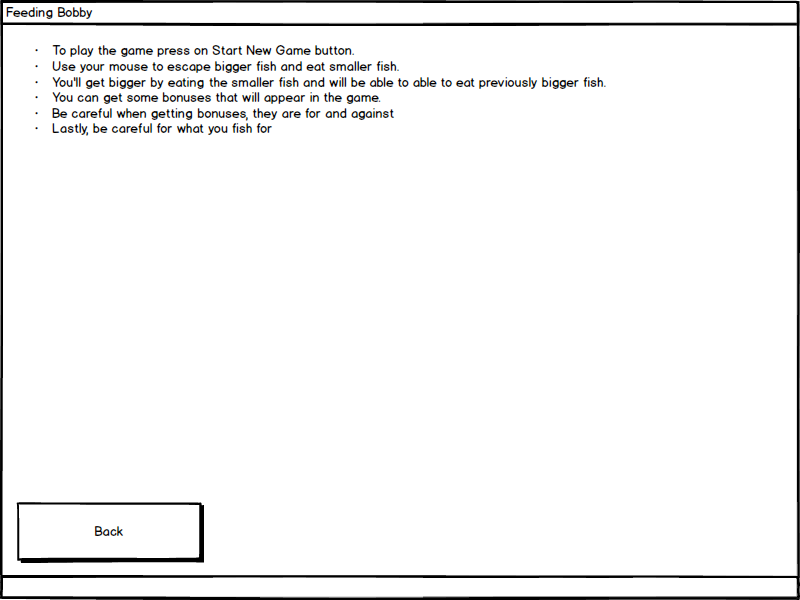 Feeding Bobby
· To play the game press on Start New Game button.
· Use your mouse to escape bigger fish and eat smaller fish.
· You'll get bigger by eating the smaller fish and will be able to able to eat previously bigger fish.
· You can get some bonuses that will appear in the game.
· Be careful when getting bonuses, they are for and against
· Lastly, be careful for what you fish for
Back